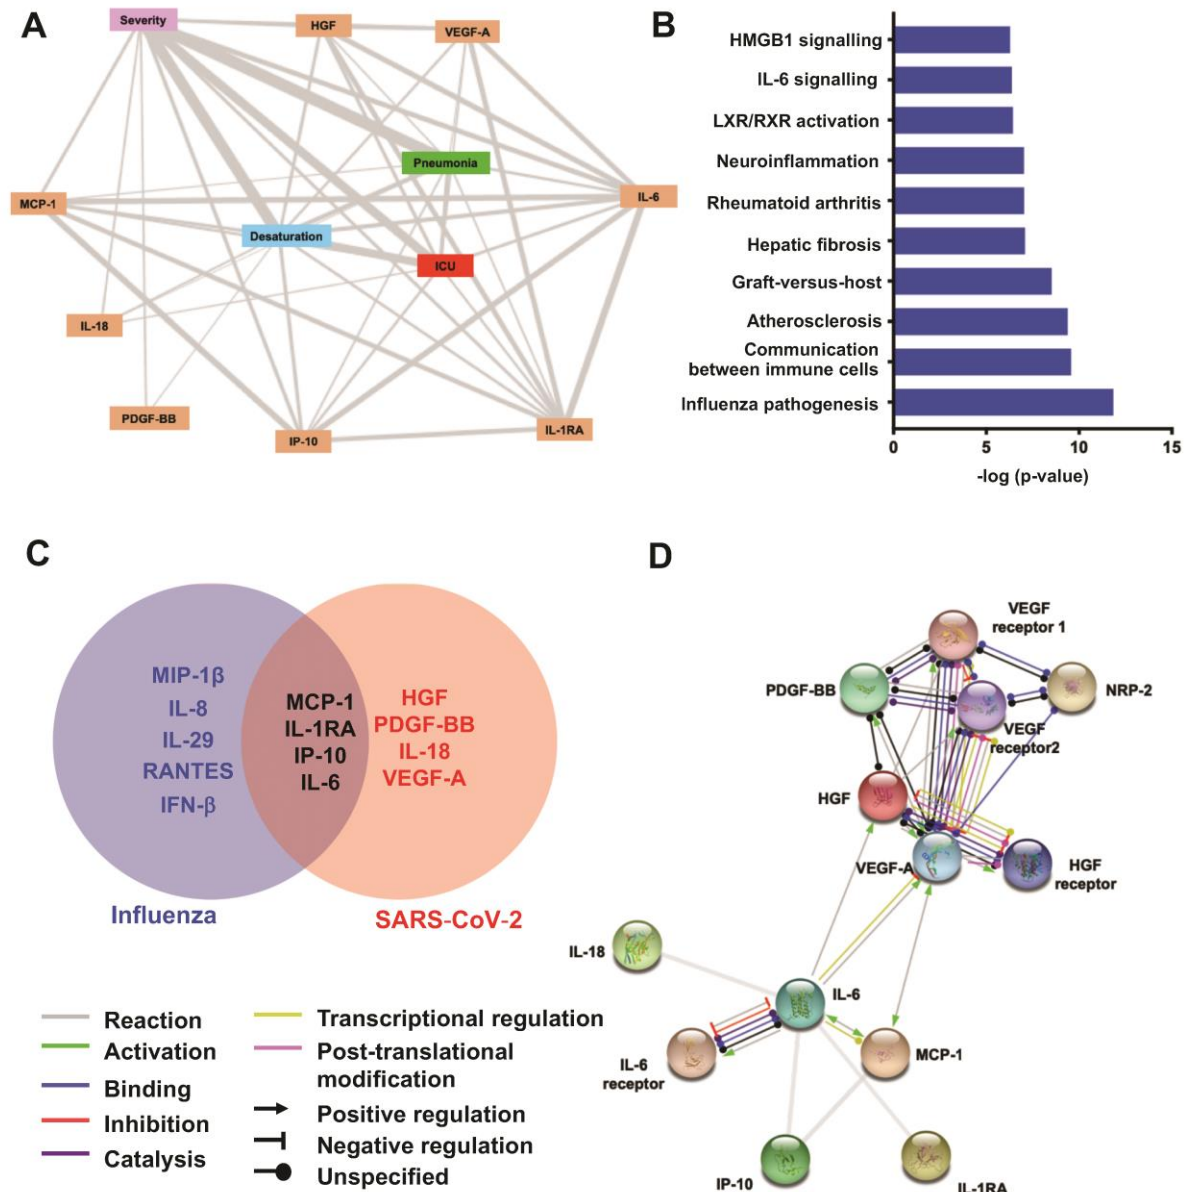 A
Severity
HGF
VEGF-A
Pneumonia
MCP-1
IL-6
Desaturation
ICU
IL-18
PDGF-BB
IP-10
IL-1RA
B
HMGB1 signalling
IL-6 signalling
LXR/RXR activation
Neuroinflammation
Rheumatoid arthritis
Hepatic fibrosis
Graft-versus-host
Atherosclerosis
Communication
between immune cells
Influenza pathogenesis
0 5 10 15
-log (p-value)
C
MIP-1β
IL-8
IL-29
RANTES
IFN-β
MCP-1
IL-1RA
IP-10
IL-6
HGF
PDGF-BB
IL-18
VEGF-A
Influenza
SARS-CoV-2
Reaction
Activation
Binding
Inhibition
Catalysis
Transcriptional regulation
Post-translational
modification
Positive regulation
Negative regulation
Unspecified
D
VEGF
receptor 1
PDGF-BB
NRP-2
VEGF
receptor2
HGF
VEGF-A
HGF
receptor
IL-18
IL-6
IL-6
receptor
MCP-1
IP-10
IL-1RA